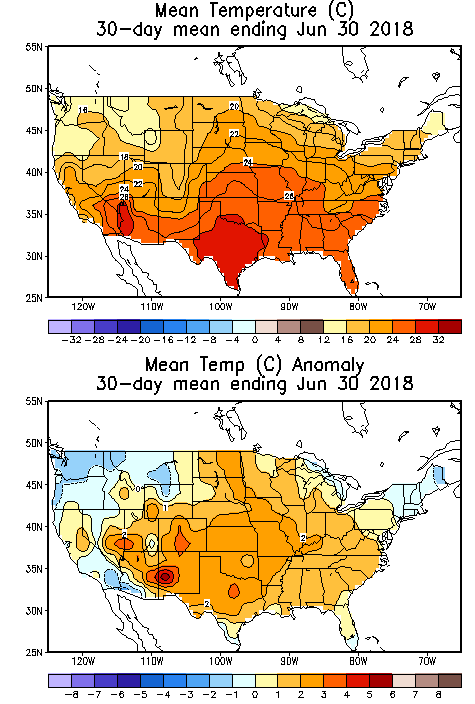 Mean Temperature (C)
30-day mean ending Jun 30 2018
55N
50N
45N
40N
35N
30N
25N
16
20
22
24
18
20
22
24
26
26
120W 110W 100W 90W 80W 70W
-32 -28 -24 -20 -16 -12 -8 -4 0 4 8 12 16 20 24 28 32
Mean Temp (C) Anomaly
30-day mean ending Jun 30 2018
55N
50N
45N
40N
35N
30N
25N
0
1
2
2
2
120W 110W 100W 90W 80W 70W
-8 -7 -6 -5 -4 -3 -2 -1 0 1 2 3 4 5 6 7 8